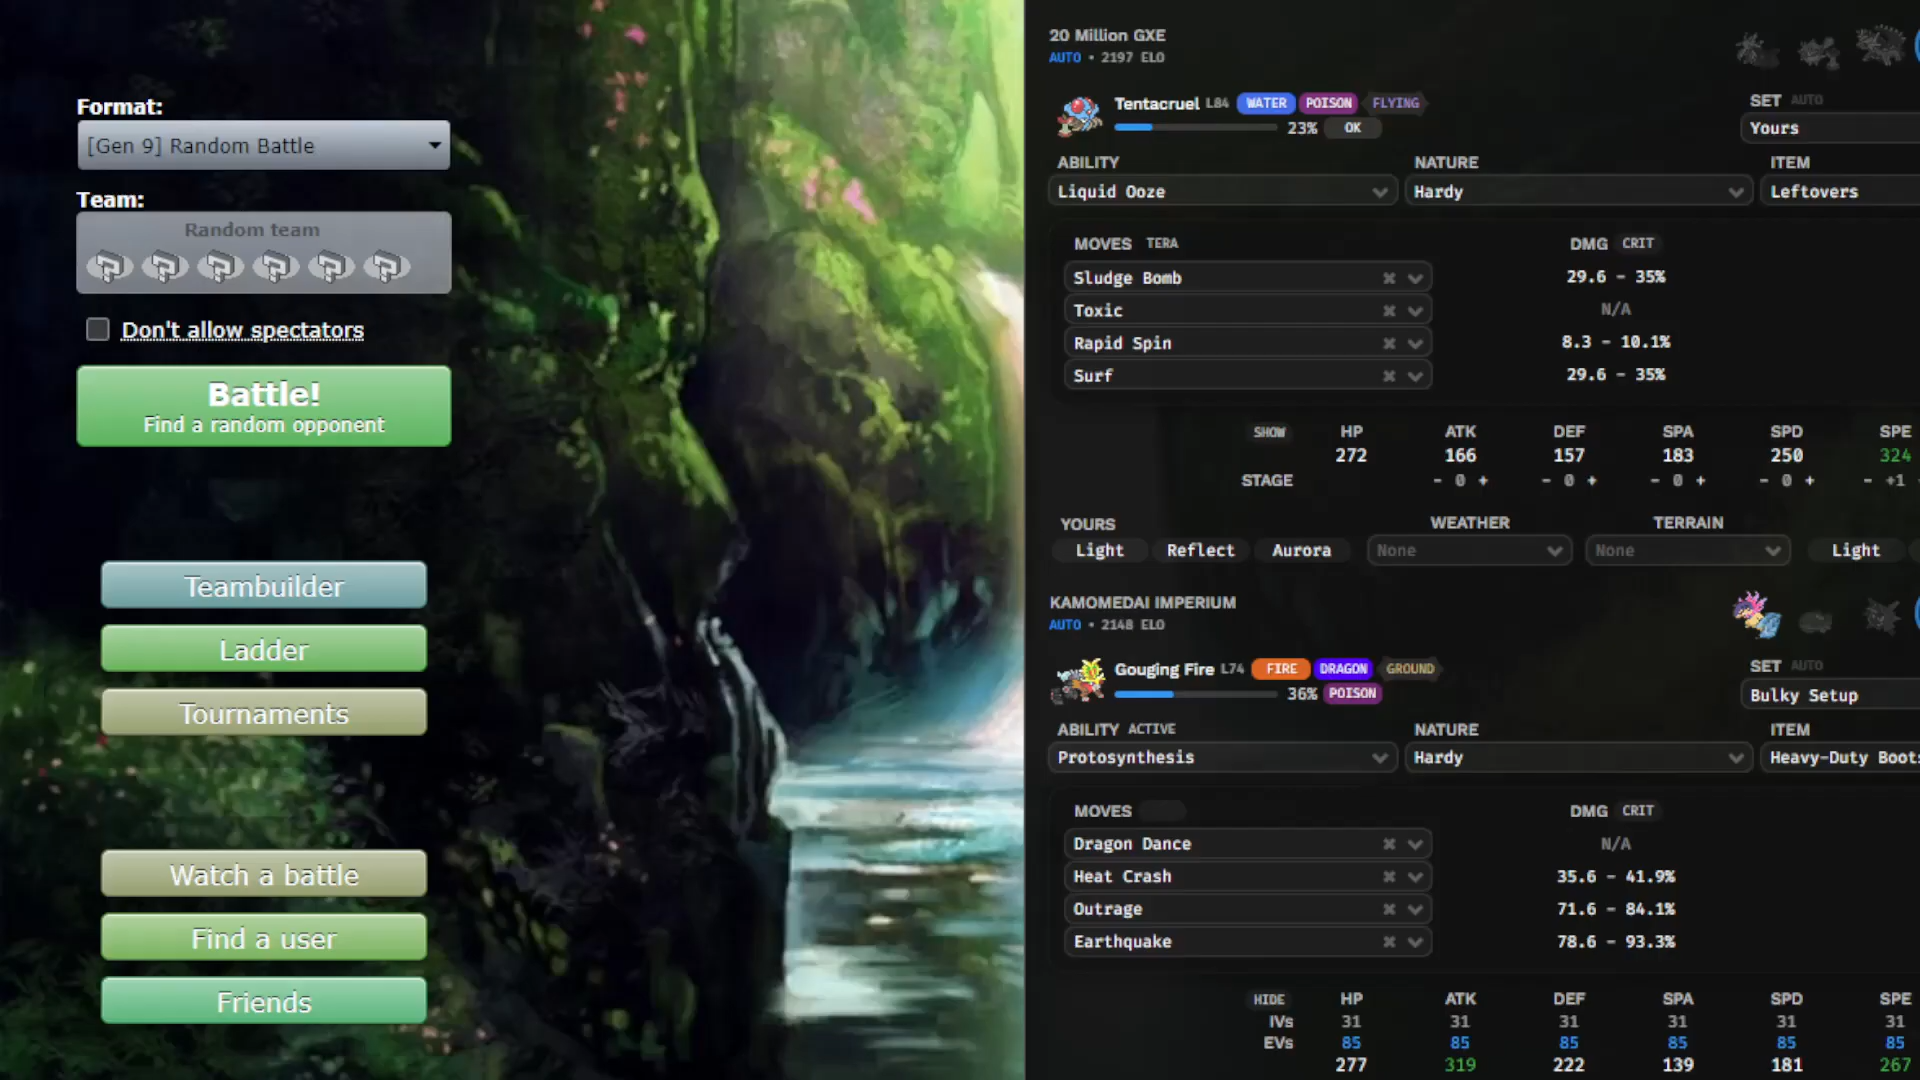 Format:
[Gen 9] Random Battle
Team:
Random team
Don't allow spectators
Battle!
Find a random opponent
Teambuilder
Ladder
Tournaments
Watch a battle
Find a user
Friends
20 Million GXE
AUTO • 2197 ELO
Tentacruel L84 WATER POISON FLYING
23% OK
SET AUTO
Yours
ABILITY NATURE ITEM
Liquid Ooze Hardy Leftovers
MOVES TERA DMG CRIT
Sludge Bomb 29.6 - 35%
Toxic N/A
Rapid Spin 8.3 - 10.1%
Surf 29.6 - 35%
SHOW HP ATK DEF SPA SPD SPE
272 166 157 183 250 324
STAGE - 0 + - 0 + - 0 + - 0 + - +1
YOURS WEATHER TERRAIN
Light Reflect Aurora None None Light
KAMOMEDAI IMPERIUM
AUTO • 2148 ELO
Gouging Fire L74 FIRE DRAGON GROUND
36% POISON
SET AUTO
Bulky Setup
ABILITY ACTIVE NATURE ITEM
Protosynthesis Hardy Heavy-Duty Boots
MOVES DMG CRIT
Dragon Dance N/A
Heat Crash 35.6 - 41.9%
Outrage 71.6 - 84.1%
Earthquake 78.6 - 93.3%
HIDE HP ATK DEF SPA SPD SPE
IVs 31 31 31 31 31 31
EVs 85 85 85 85 85 85
277 319 222 139 181 267